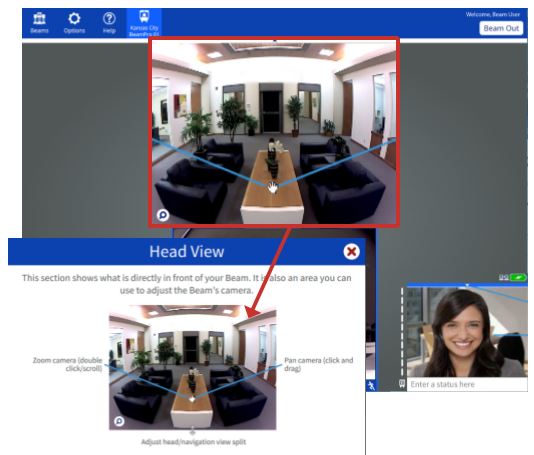 Beams
Options
Help
Kansas City
BeamPro 01
Welcome, Beam User
Beam Out
Head View
This section shows what is directly in front of your Beam. It is also an area you can
use to adjust the Beam's camera.
Zoom camera (double
click/scroll)
Pan camera (click and
drag)
Adjust head/navigation view split
Enter a status here